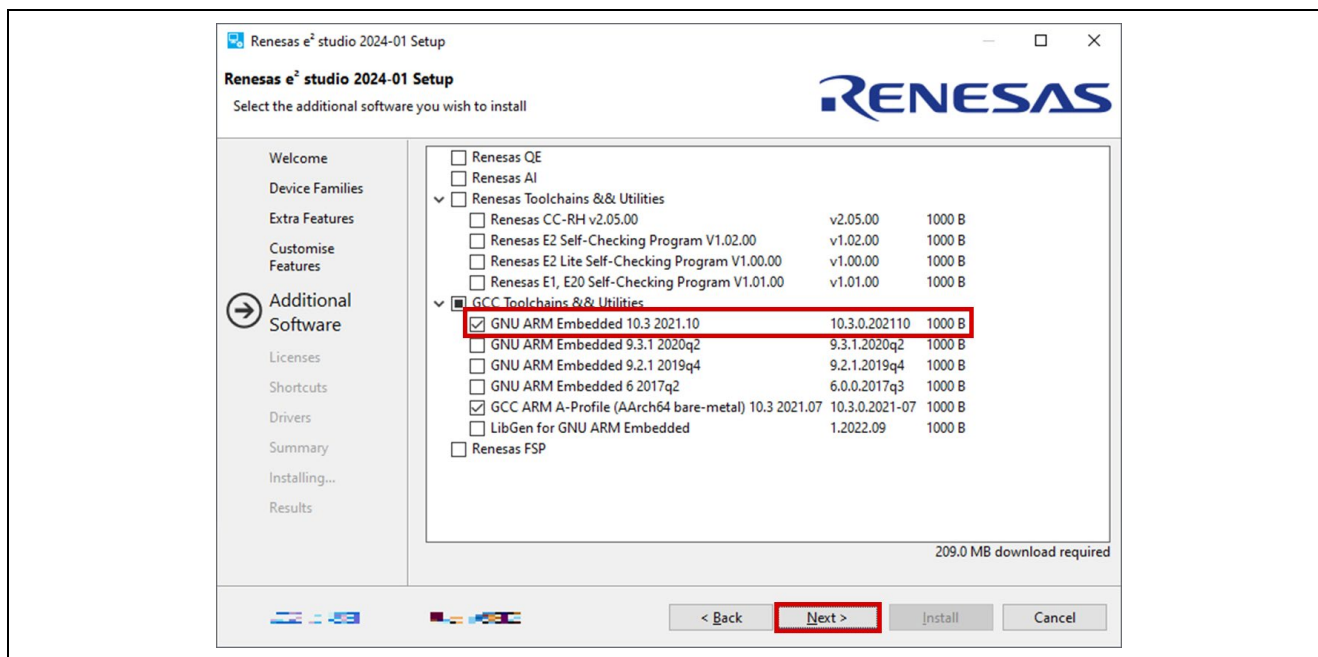 Renesas e² studio 2024-01 Setup
Renesas e² studio 2024-01 Setup
Select the additional software you wish to install
RENESAS
Welcome
Device Families
Extra Features
Customise
Features
Additional
Software
Licenses
Shortcuts
Drivers
Summary
Installing...
Results
Renesas QE
Renesas AI
Renesas Toolchains && Utilities
Renesas CC-RH v2.05.00 v2.05.00 1000 B
Renesas E2 Self-Checking Program V1.02.00 v1.02.00 1000 B
Renesas E2 Lite Self-Checking Program V1.00.00 v1.00.00 1000 B
Renesas E1, E20 Self-Checking Program V1.01.00 v1.01.00 1000 B
GCC Toolchains && Utilities
GNU ARM Embedded 10.3 2021.10 10.3.0.202110 1000 B
GNU ARM Embedded 9.3.1 2020q2 9.3.1.2020q2 1000 B
GNU ARM Embedded 9.2.1 2019q4 9.2.1.2019q4 1000 B
GNU ARM Embedded 6 2017q2 6.0.0.2017q3 1000 B
GCC ARM A-Profile (AArch64 bare-metal) 10.3 2021.07 10.3.0.2021-07 1000 B
LibGen for GNU ARM Embedded 1.2022.09 1000 B
Renesas FSP
209.0 MB download required
< Back Next > Install Cancel